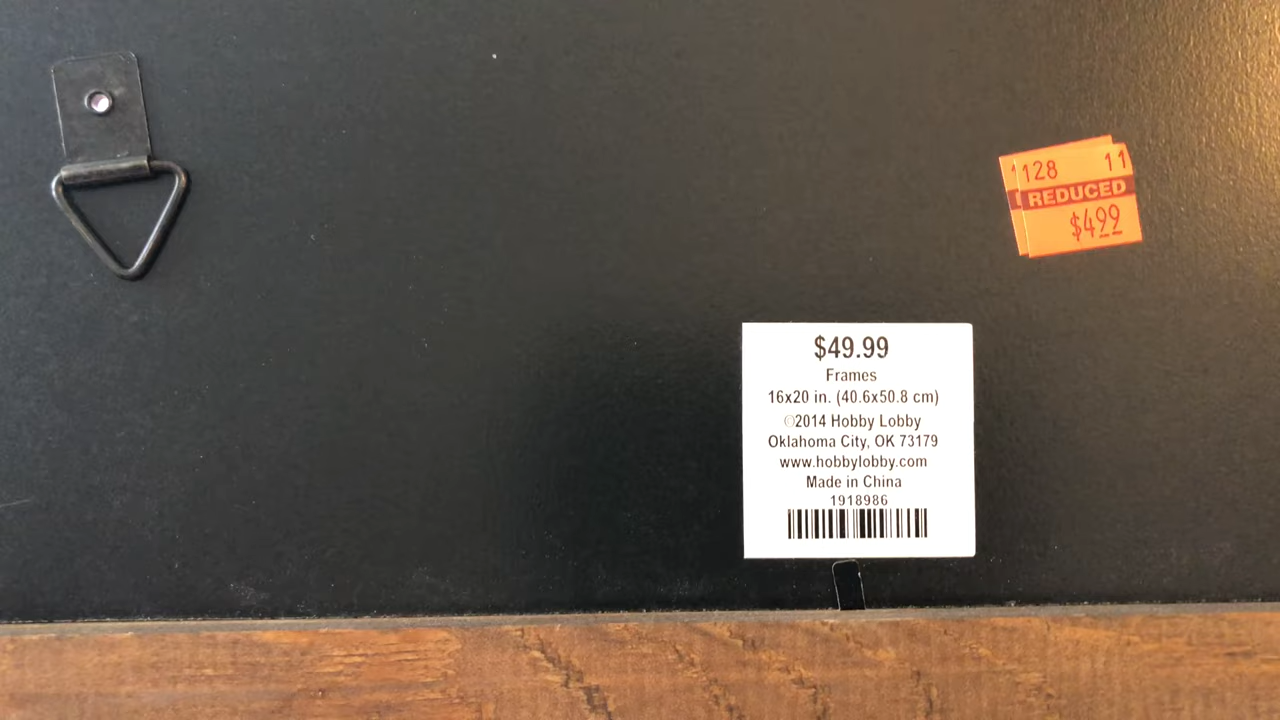 128 11
REDUCED
$4.99
$49.99
Frames
16x20 in. (40.6x50.8 cm)
©2014 Hobby Lobby
Oklahoma City, OK 73179
www.hobbylobby.com
Made in China
1918986